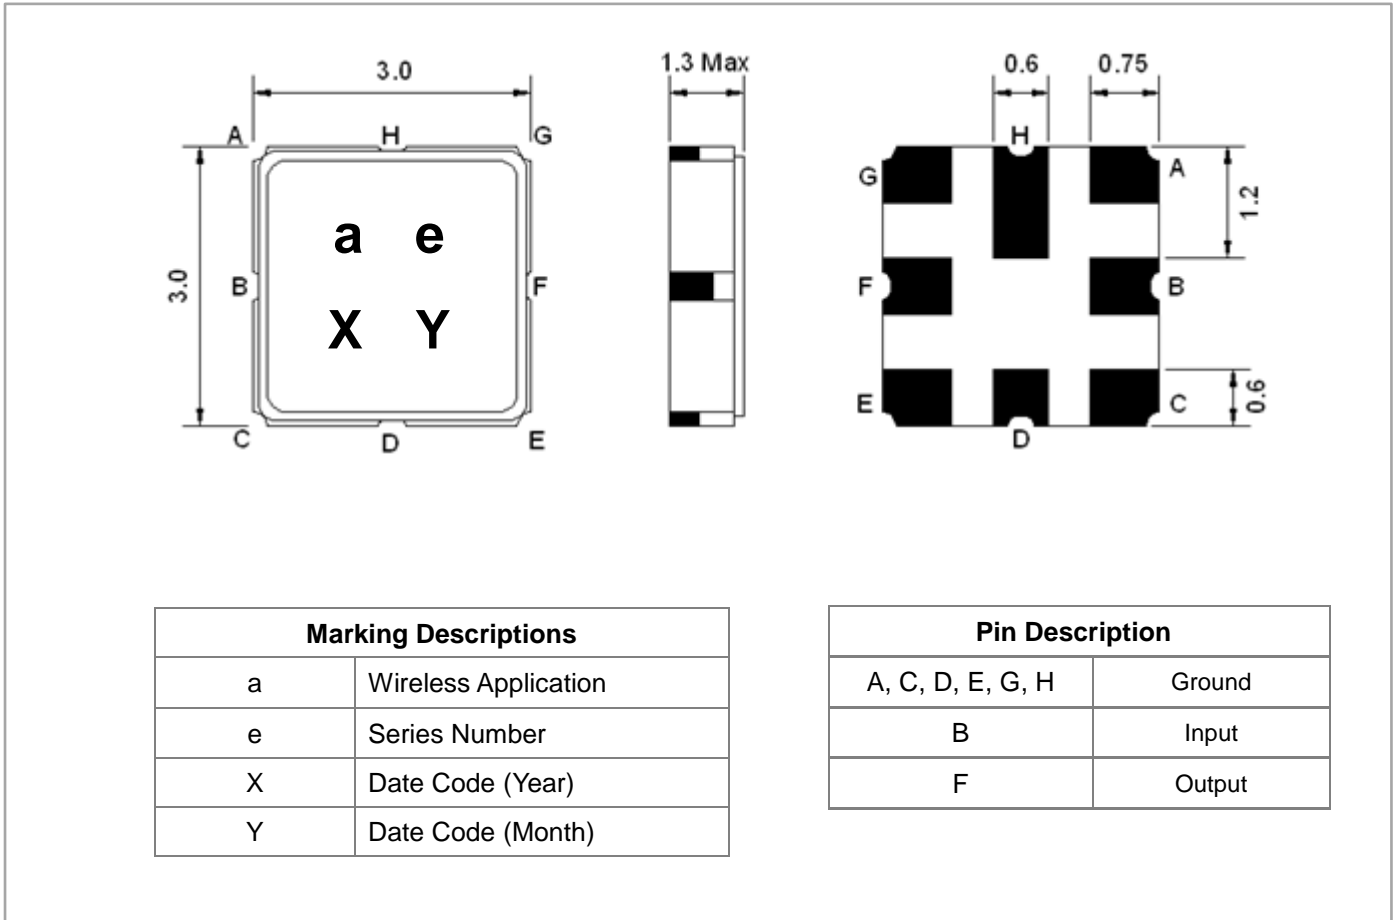 3.0
1.3 Max
0.6 0.75
A H G
H
G A
a e
1.2
3.0
B F
F B
X Y
E C
0.6
C D E
D
Marking Descriptions
a Wireless Application
e Series Number
X Date Code (Year)
Y Date Code (Month)
Pin Description
A, C, D, E, G, H Ground
B Input
F Output